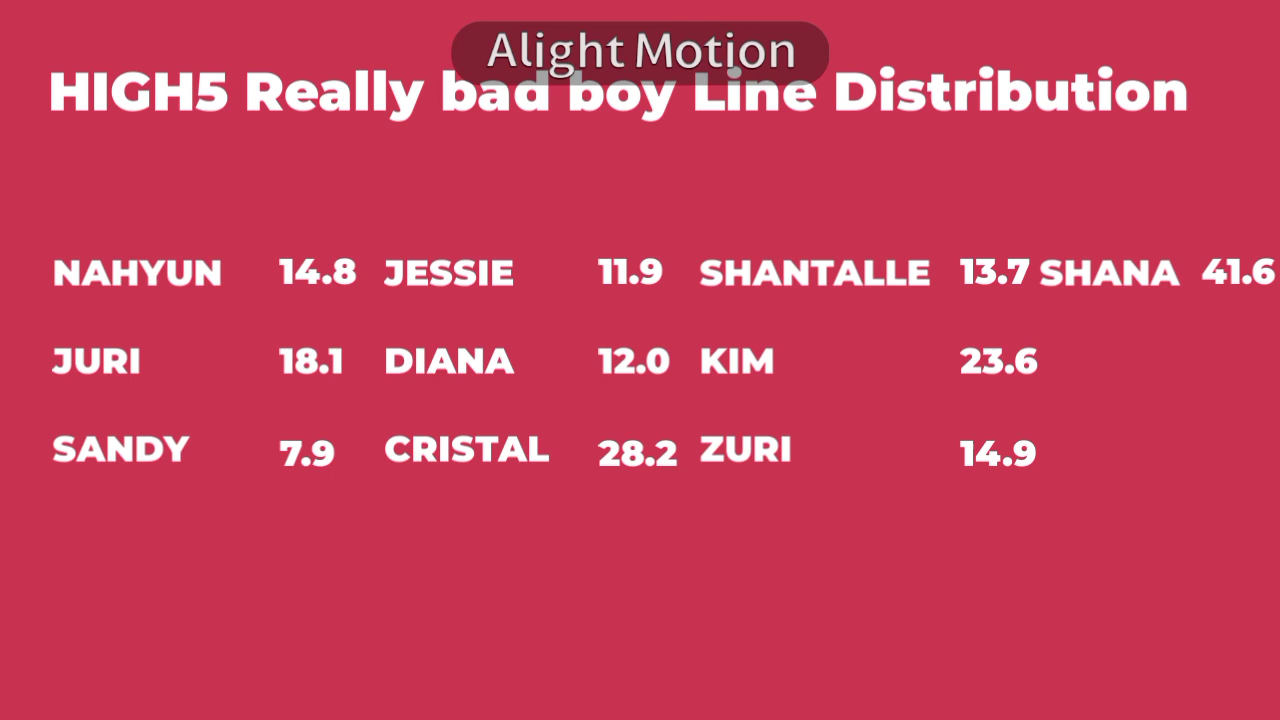 Alight Motion
HIGH5 Really bad boy Line Distribution
NAHYUN 14.8 JESSIE 11.9 SHANTALLE 13.7 SHANA 41.6
JURI 18.1 DIANA 12.0 KIM 23.6
SANDY 7.9 CRISTAL 28.2 ZURI 14.9